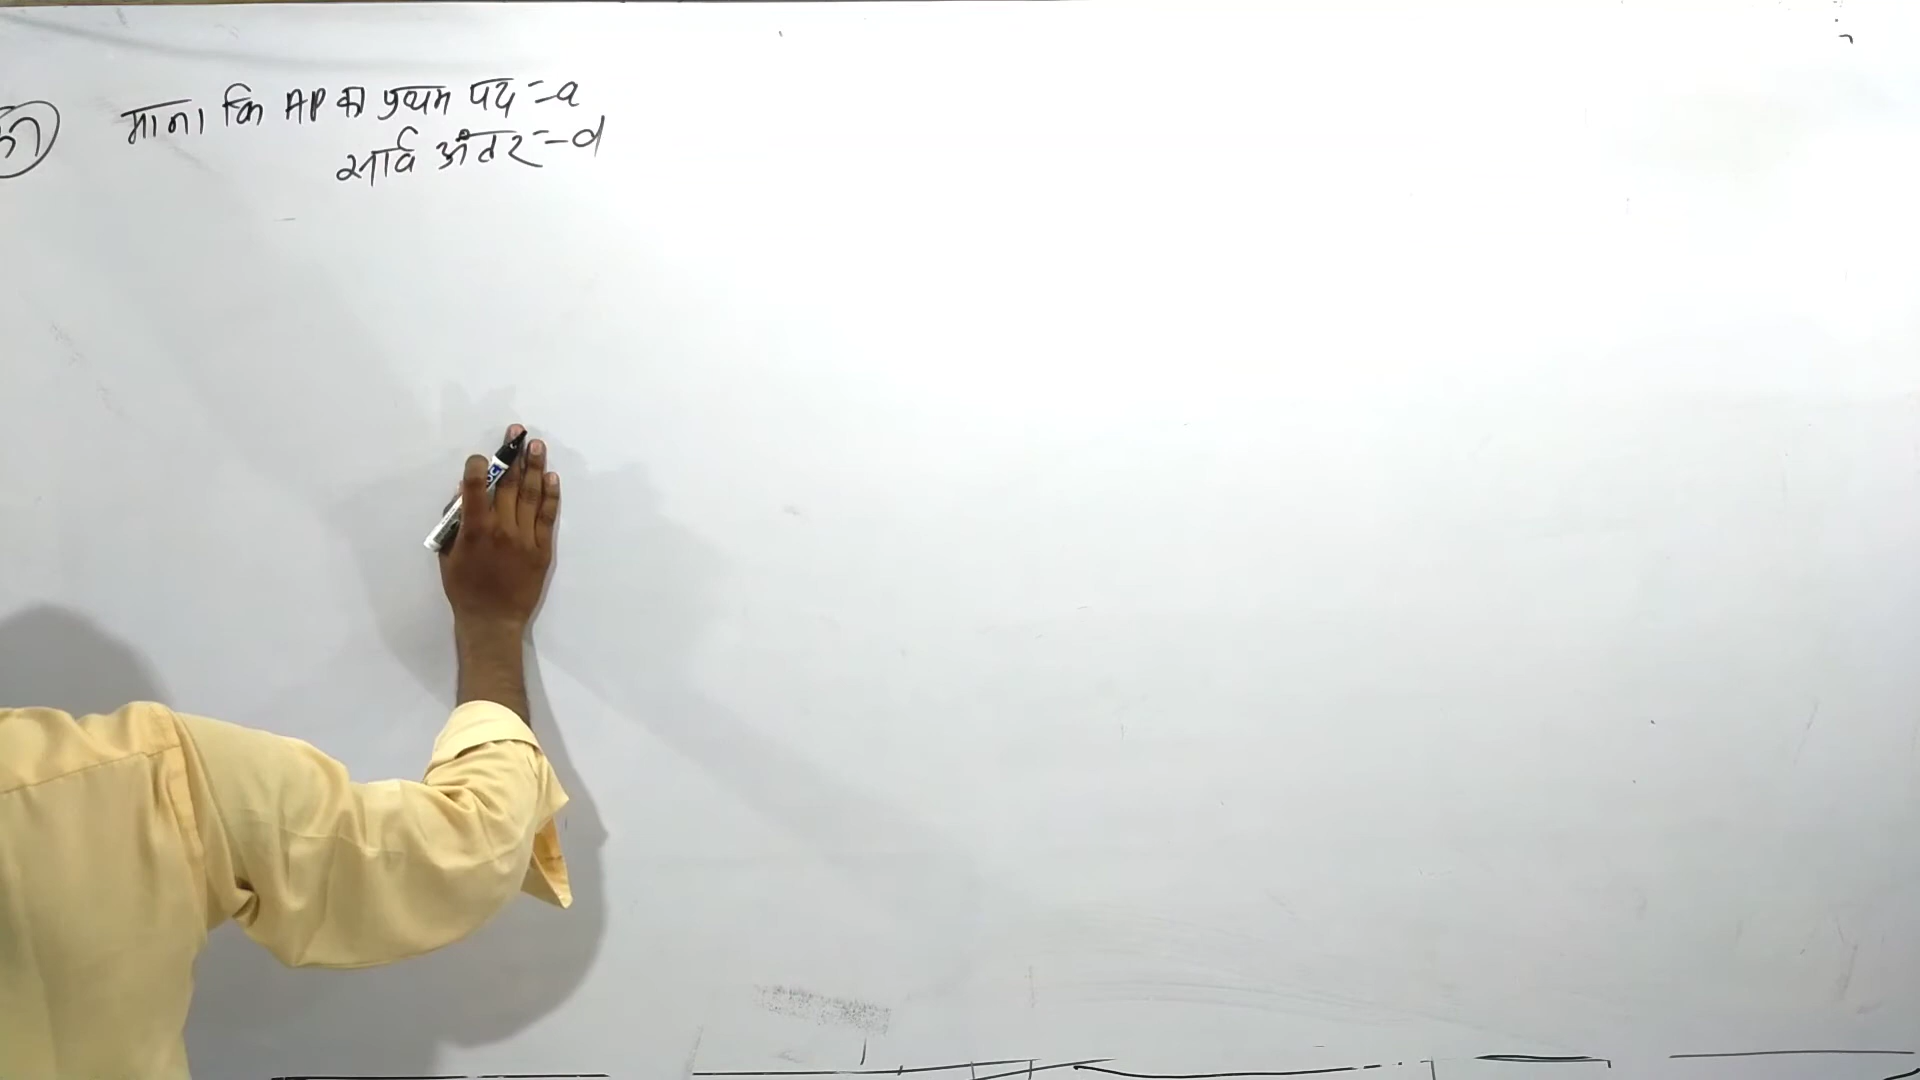 माना कि AP का प्रथम पद = a
सार्व अंतर = d